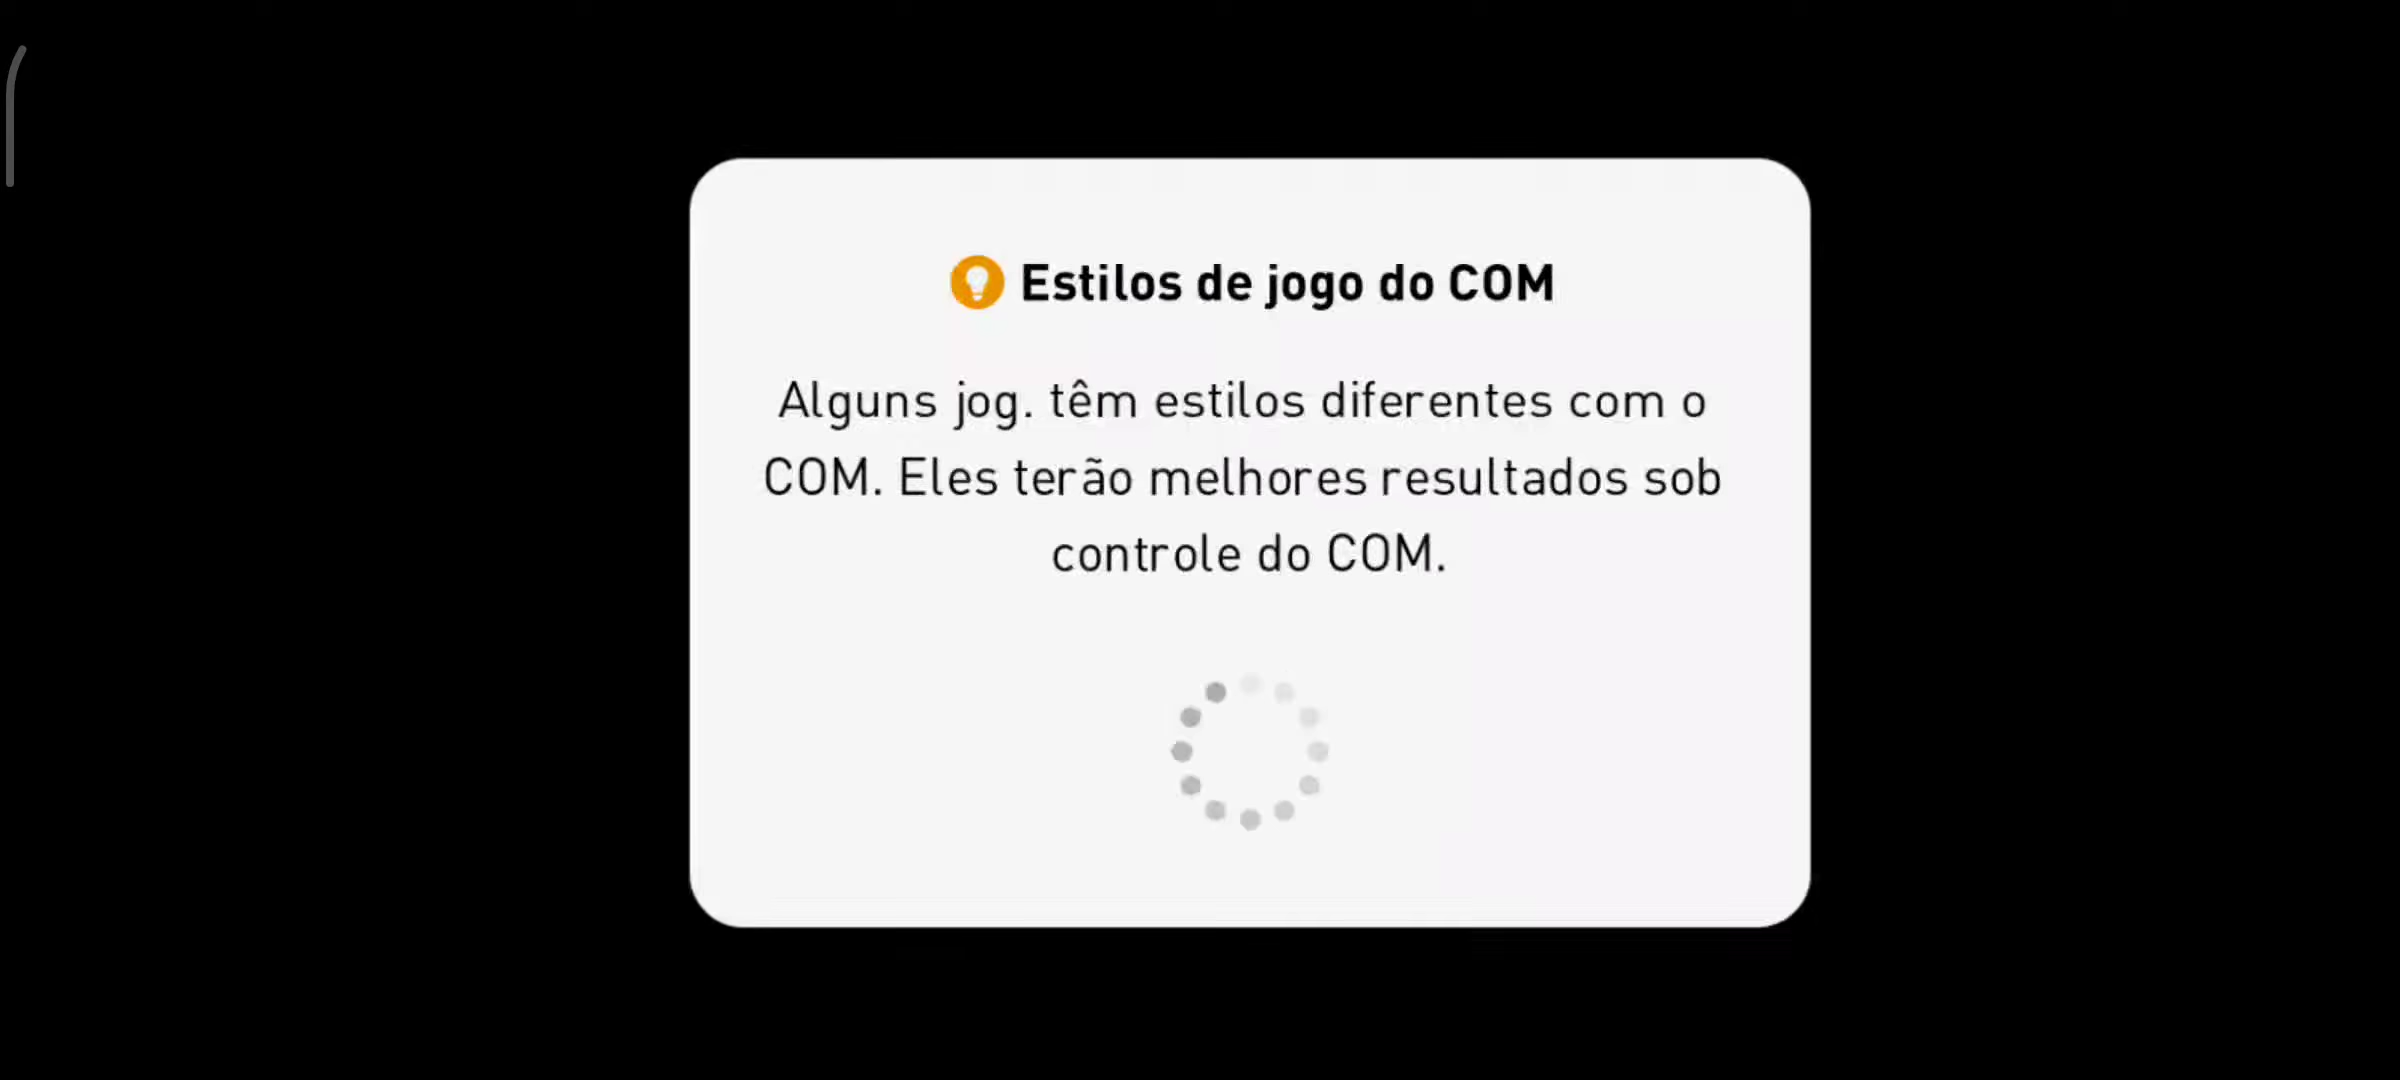 Estilos de jogo do COM
Alguns jog. têm estilos diferentes com o
COM. Eles terão melhores resultados sob
controle do COM.